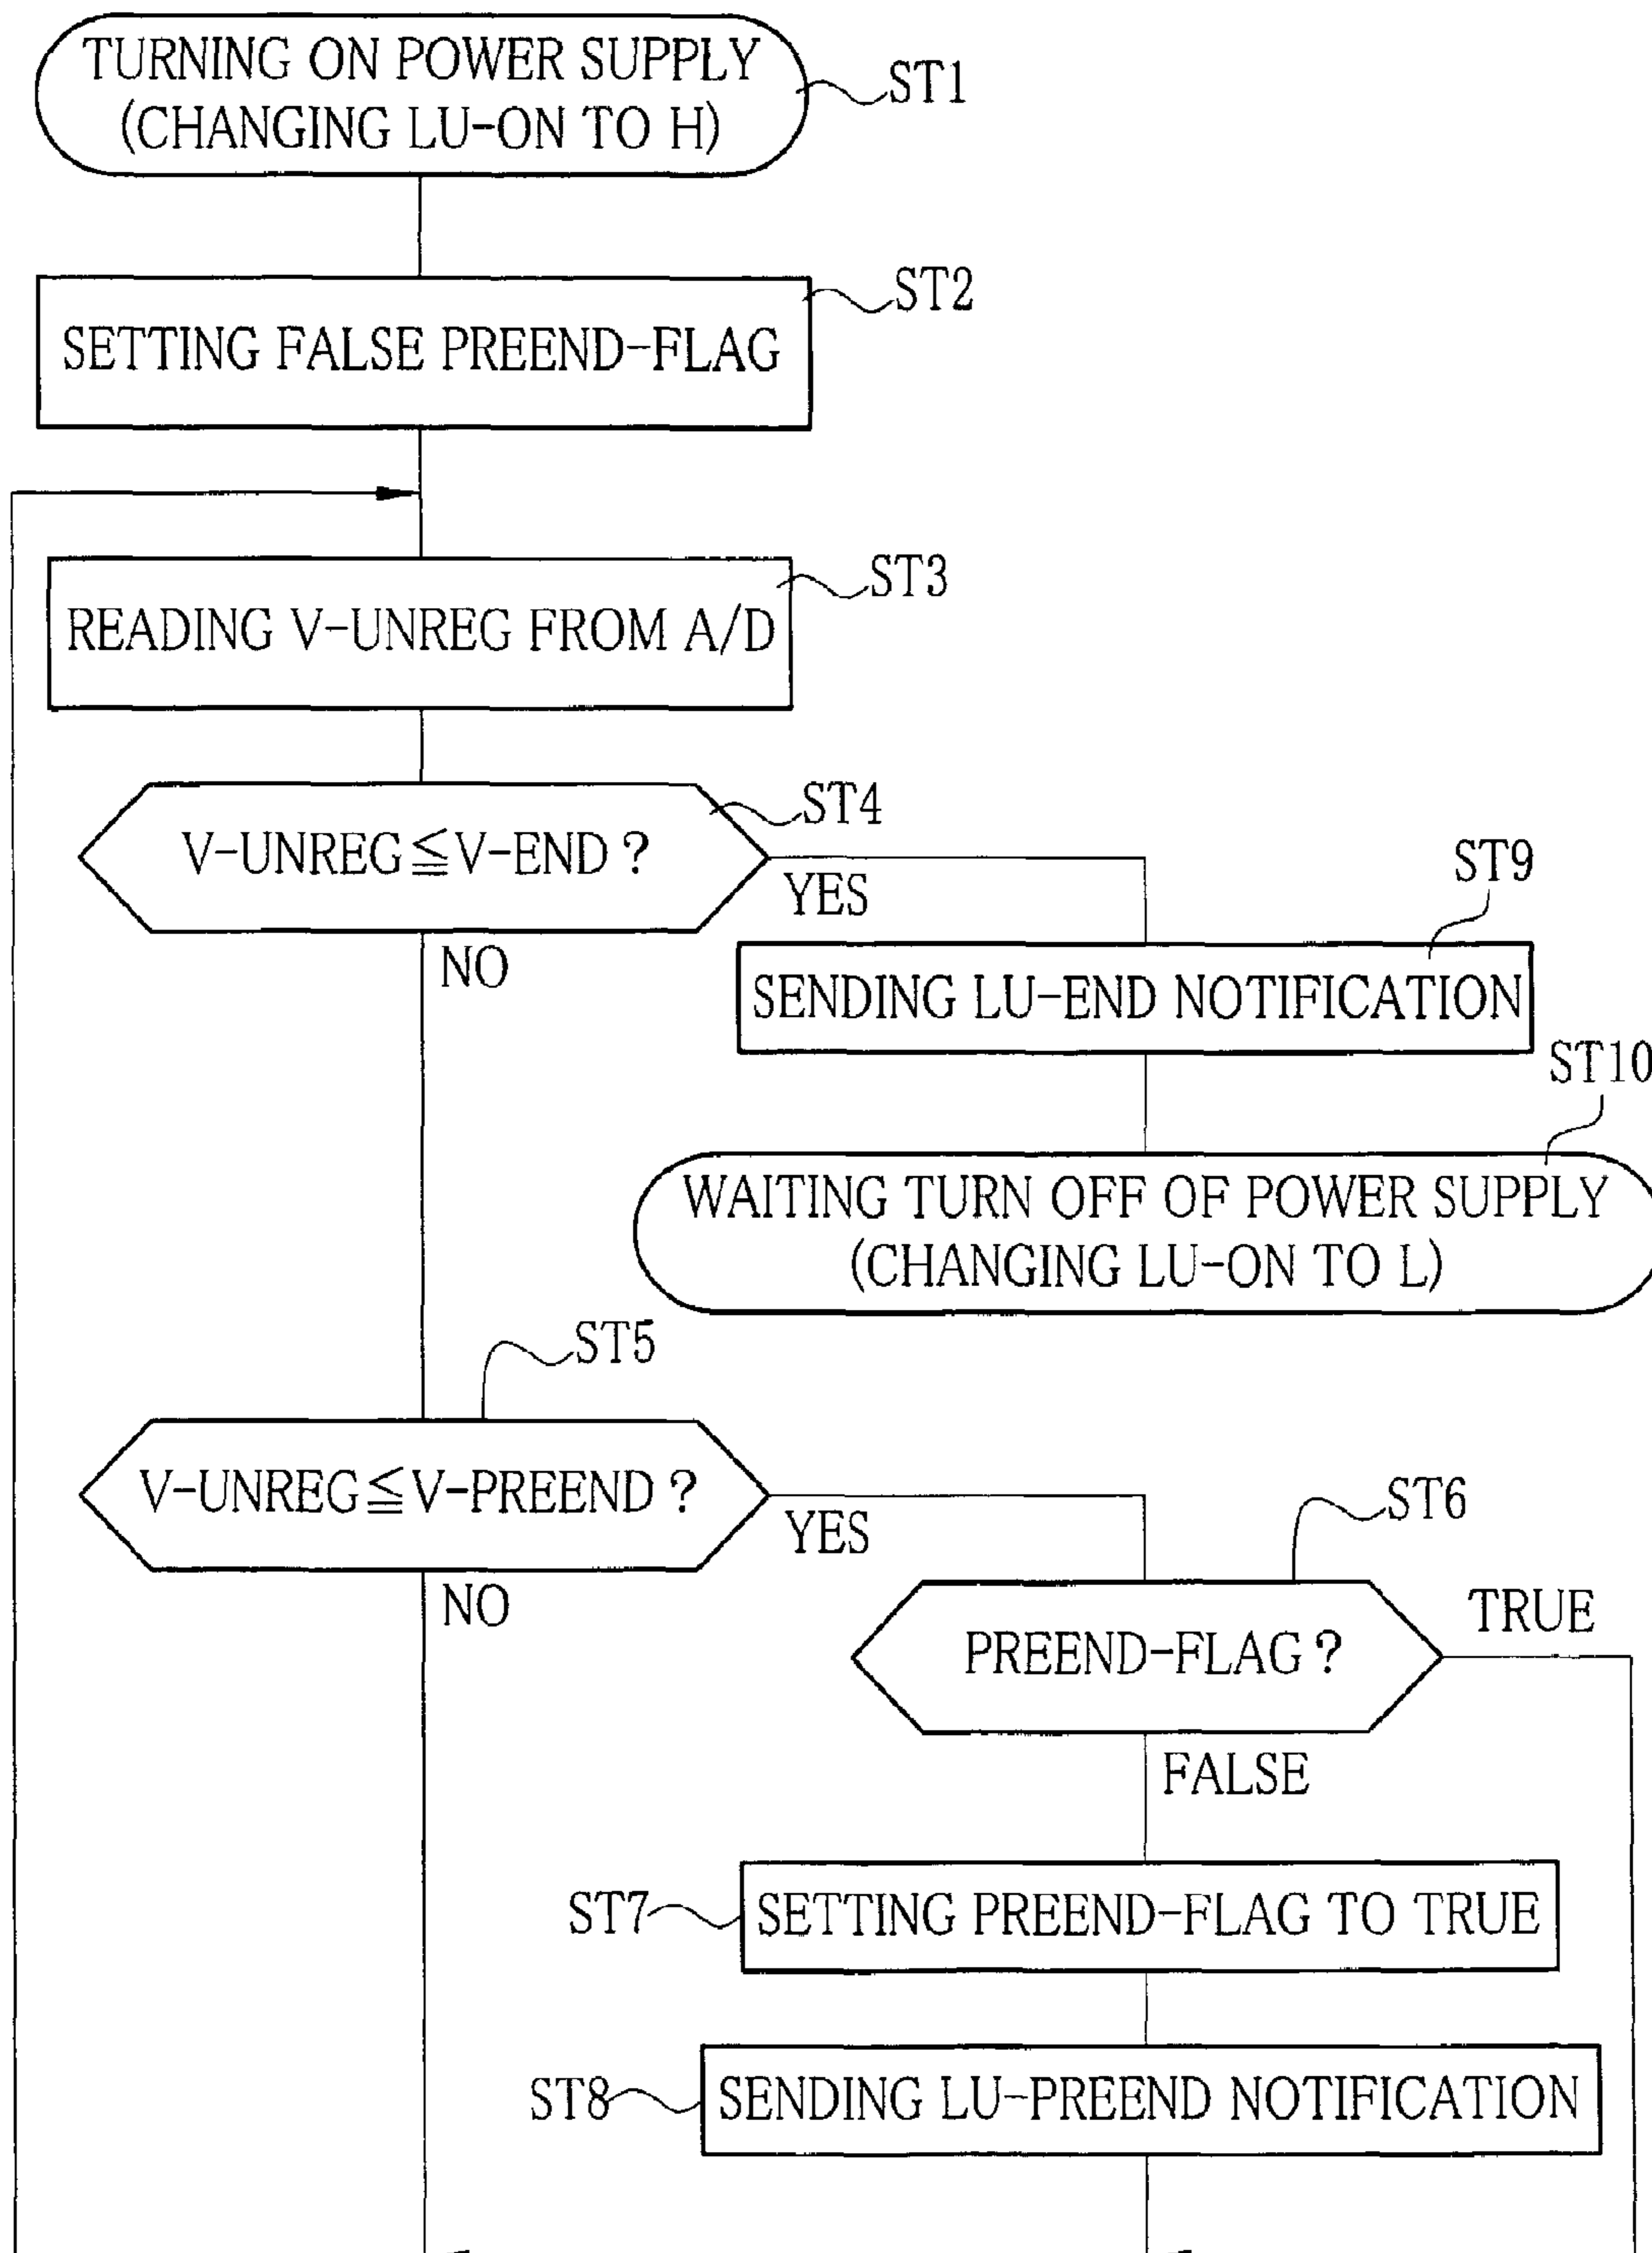 TURNING ON POWER SUPPLY
(CHANGING LU-ON TO H)
ST1
ST2
SETTING FALSE PREEND-FLAG
ST3
READING V-UNREG FROM A/D
ST4
V-UNREG≦V-END?
YES
NO
ST9
SENDING LU-END NOTIFICATION
ST10
WAITING TURN OFF OF POWER SUPPLY
(CHANGING LU-ON TO L)
ST5
V-UNREG≦V-PREEND?
YES
NO
ST6
PREEND-FLAG?
TRUE
FALSE
ST7
SETTING PREEND-FLAG TO TRUE
ST8
SENDING LU-PREEND NOTIFICATION